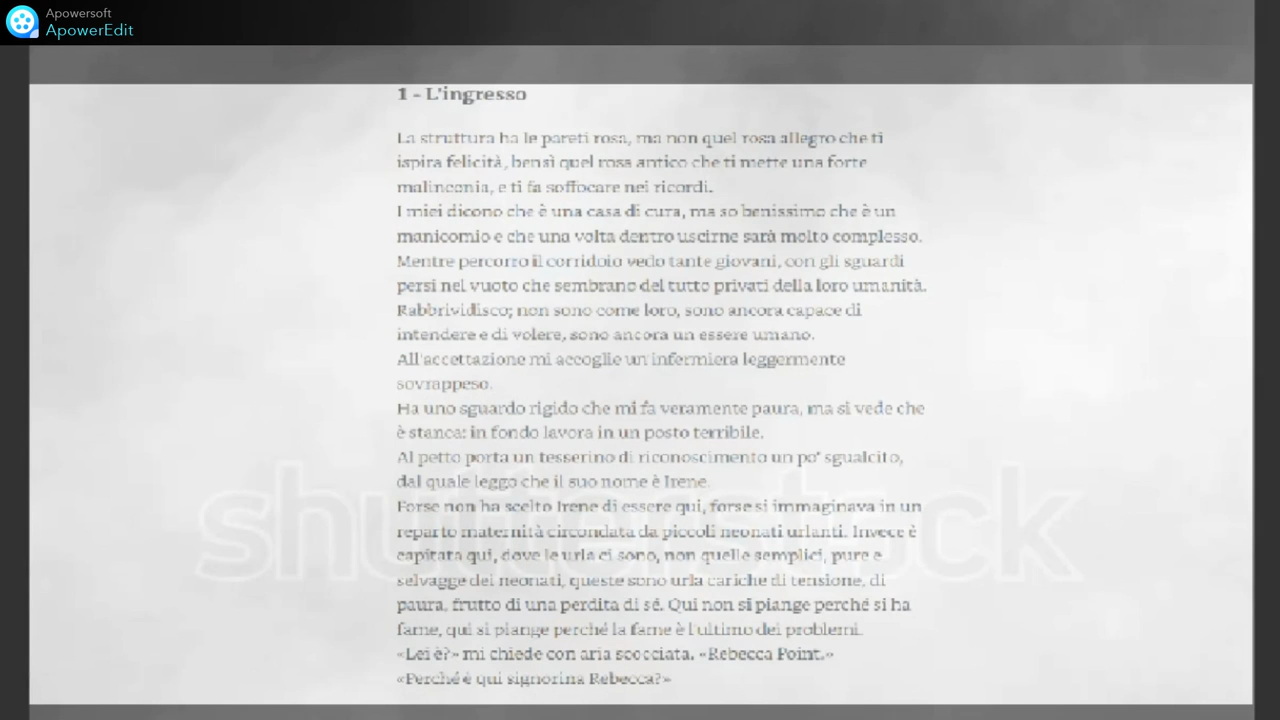 Apowersoft
ApowerEdit
1 - L'ingresso
La struttura ha le pareti rosa, ma non quel rosa allegro che ti
ispira felicità, bensì quel rosa antico che ti mette una forte
malinconia, e ti fa soffocare nei ricordi.
I miei dicono che è una casa di cura, ma so benissimo che è un
manicomio e che una volta dentro uscirne sarà molto complesso.
Mentre percorro il corridoio vedo tante giovani, con gli sguardi
persi nel vuoto che sembrano del tutto privati della loro umanità.
Rabbrividisco; non sono come loro, sono ancora capace di
intendere e di volere, sono ancora un essere umano.
All'accettazione mi accoglie un'infermiera leggermente
sovrappeso.
Ha uno sguardo rigido che mi fa veramente paura, ma si vede che
è stanca: in fondo lavora in un posto terribile.
Al petto porta un tesserino di riconoscimento un po' sgualcito,
dal quale leggo che il suo nome è Irene.
Forse non ha scelto Irene di essere qui, forse si immaginava in un
reparto maternità circondata da piccoli neonati urlanti. Invece è
capitata qui, dove le urla ci sono, non quelle semplici, pure e
selvagge dei neonati, queste sono urla cariche di tensione, di
paura, frutto di una perdita di sé. Qui non si piange perché si ha
fame, qui si piange perché la fame è l'ultimo dei problemi.
«Lei è?» mi chiede con aria scocciata. «Rebecca Point.»
«Perché è qui signorina Rebecca?»
shutterstock